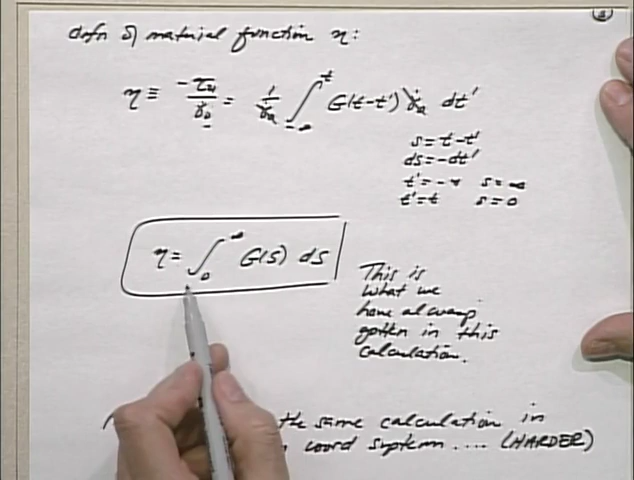 defn of material function η:
η ≡ -τ₂₁/γ̇₀ = 1/γ̇₀ ∫_{-∞}^{t} G(t-t') γ̇₀ dt'
s = t-t'
ds = -dt'
t' = -∞ s = ∞
t' = t s = 0
η = ∫_0^∞ G(s) ds
This is
what we
have always
gotten in this
calculation.
the same calculation in
coord system .... (HARDER)